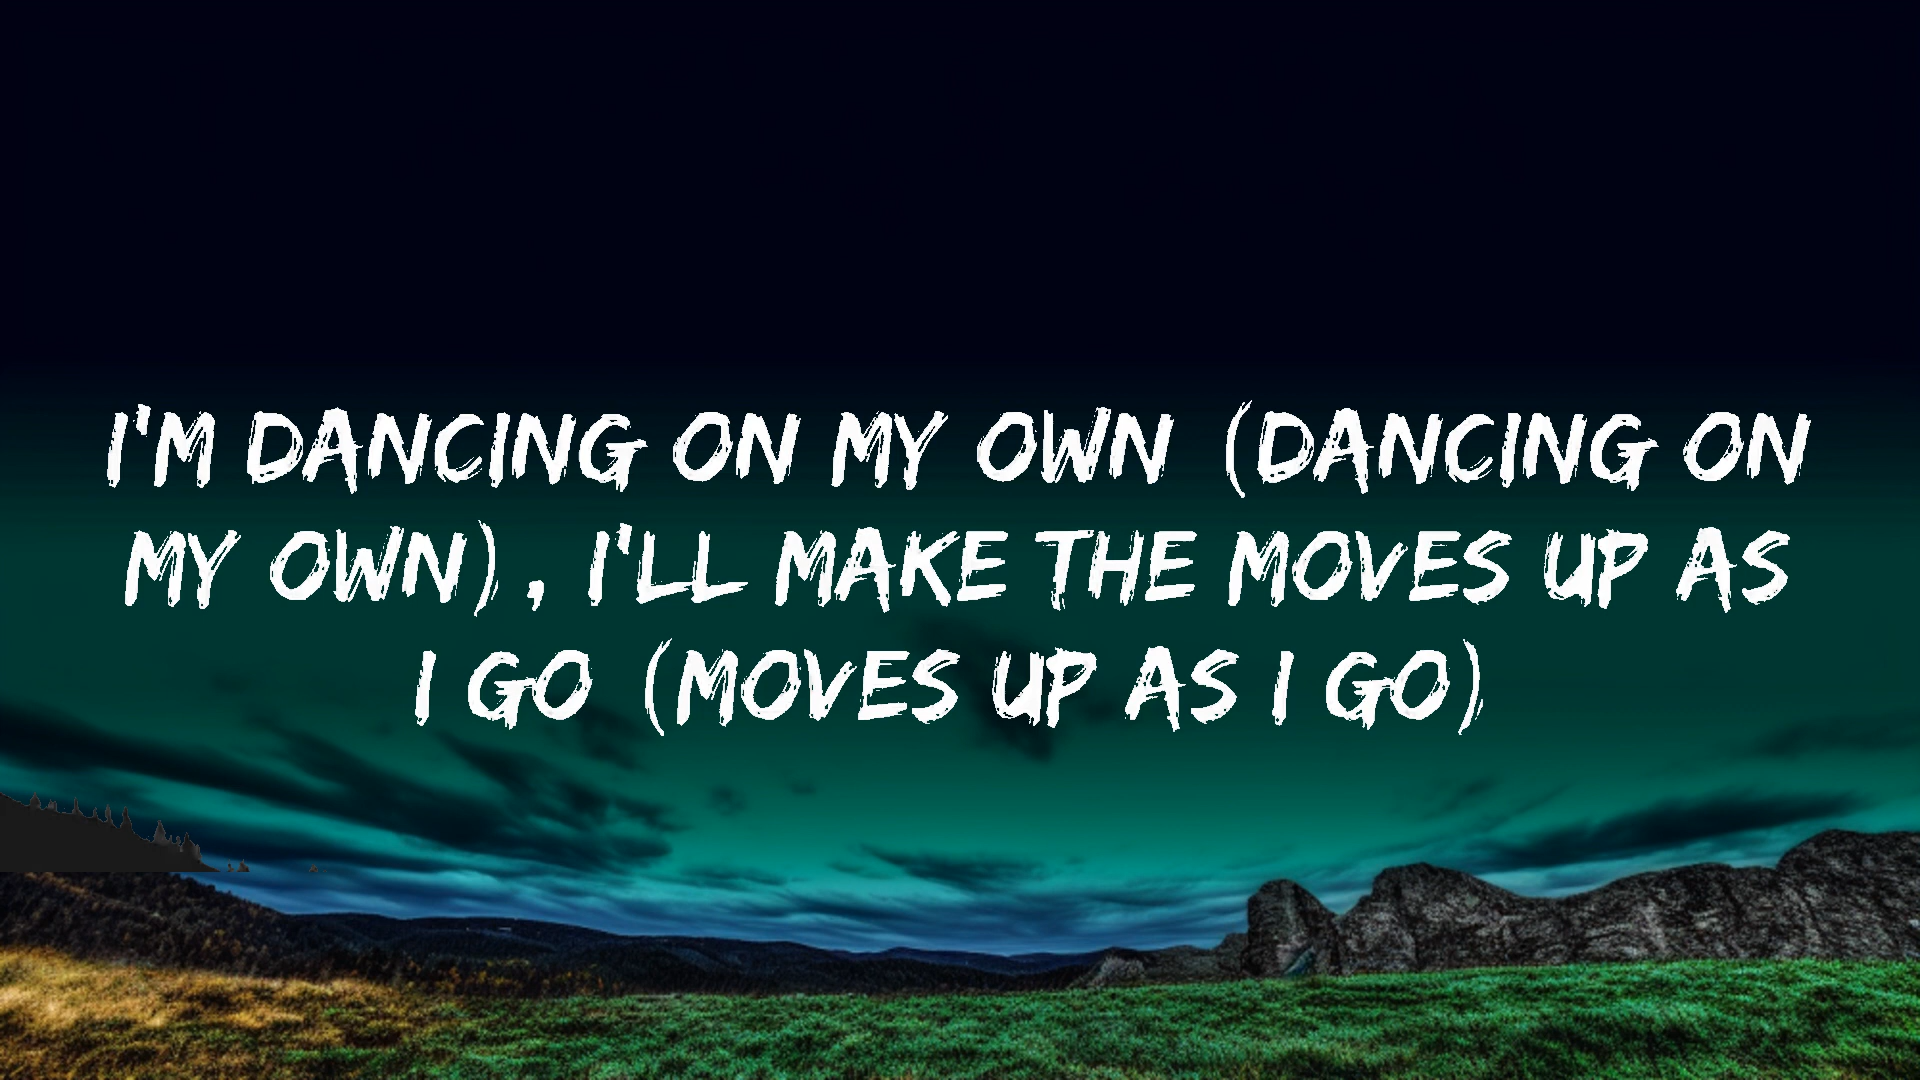 I'M DANCING ON MY OWN (DANCING ON
MY OWN) , I'LL MAKE THE MOVES UP AS
I GO (MOVES UP AS I GO)